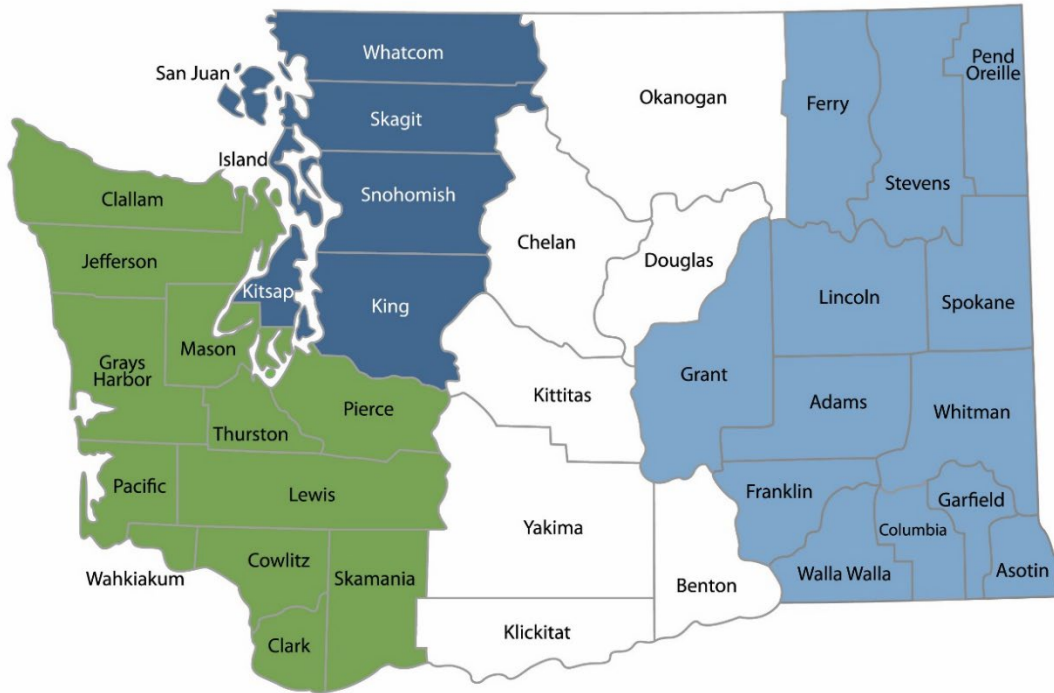 Whatcom
San Juan
Okanogan
Pend
Oreille
Ferry
Skagit
Island
Stevens
Clallam
Snohomish
Chelan
Douglas
Jefferson
Kitsap
King
Lincoln
Spokane
Mason
Grays
Harbor
Grant
Kittitas
Adams
Whitman
Pierce
Thurston
Pacific
Lewis
Franklin
Garfield
Yakima
Columbia
Cowlitz
Wahkiakum
Skamania
Benton
Walla Walla
Asotin
Klickitat
Clark